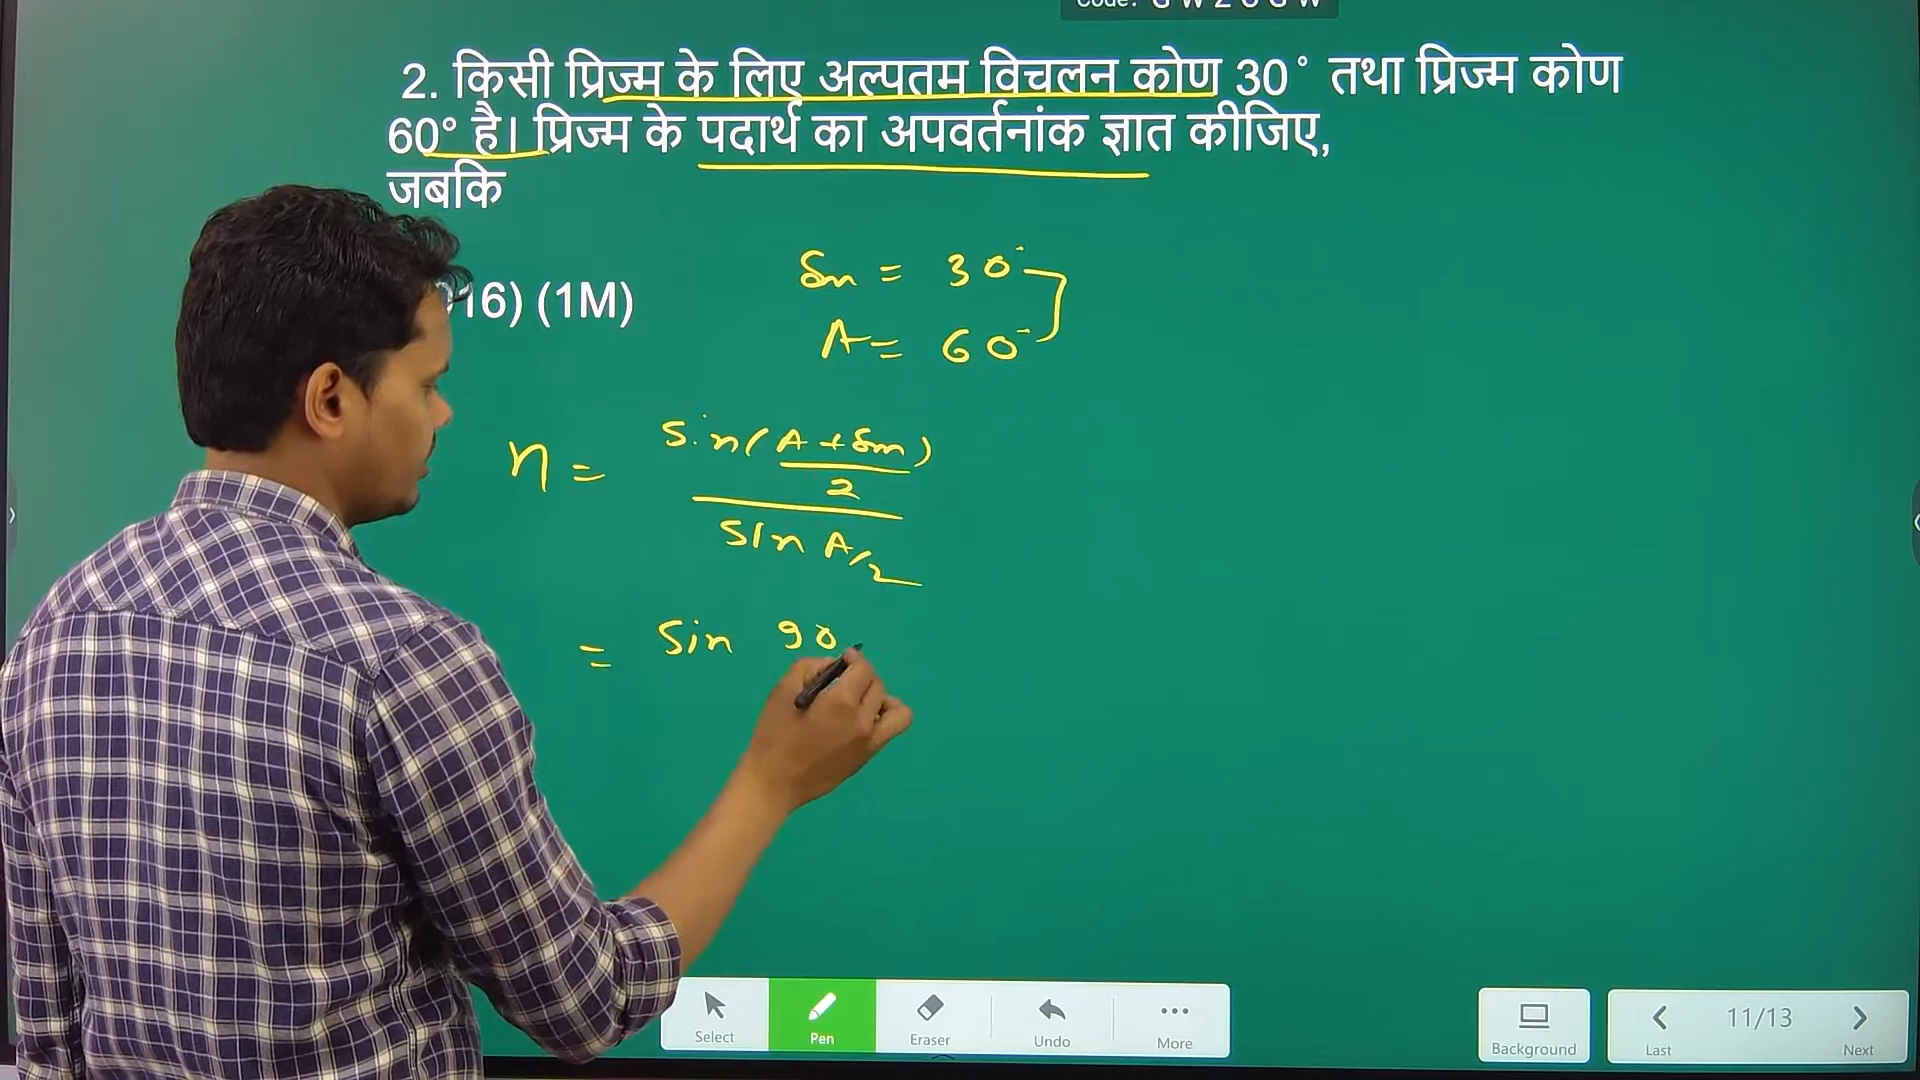 2. किसी प्रिज्म के लिए अल्पतम विचलन कोण 30° तथा प्रिज्म कोण
60° है। प्रिज्म के पदार्थ का अपवर्तनांक ज्ञात कीजिए,
जबकि
16) (1M)
δm = 30°
A = 60°
n = sin(A + δm)
2
sin A/2
= sin 90
Select
Pen
Eraser
Undo
More
Background
Last
11/13
Next